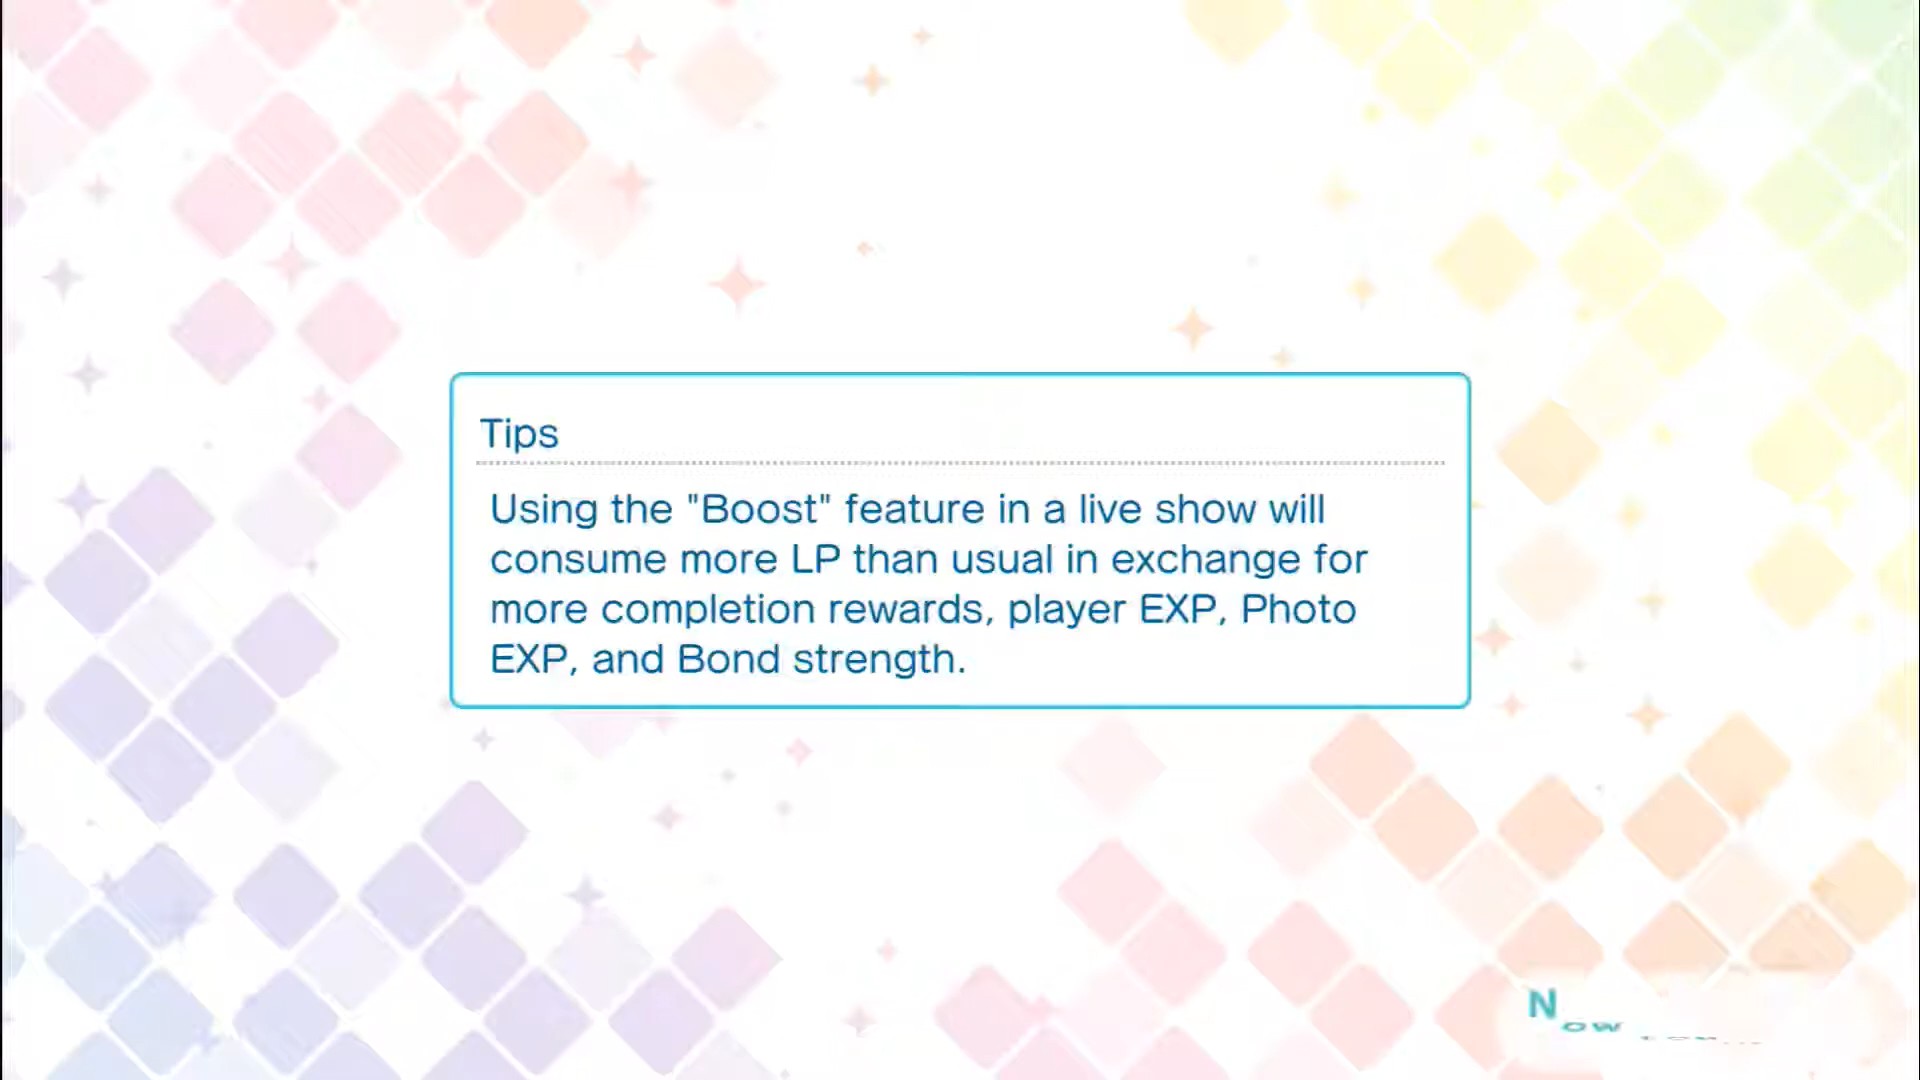 Tips
Using the "Boost" feature in a live show will
consume more LP than usual in exchange for
more completion rewards, player EXP, Photo
EXP, and Bond strength.
Now